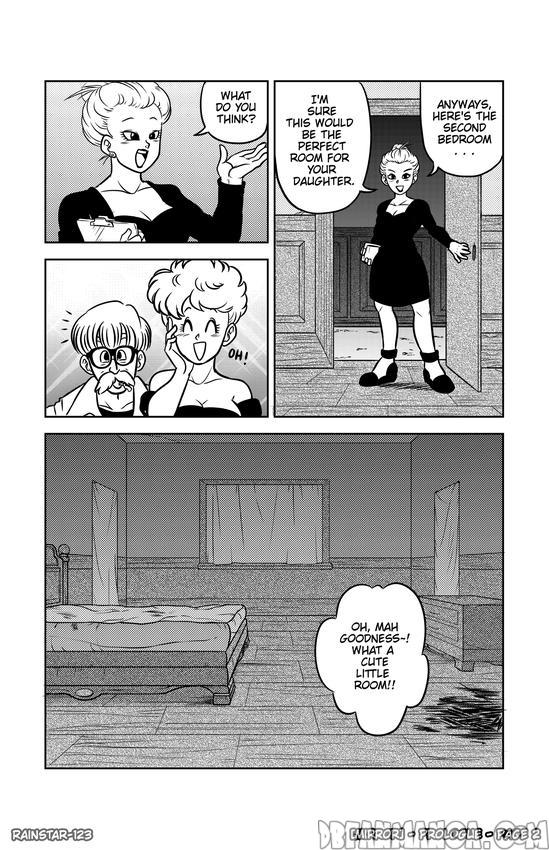 ANYWAYS,
HERE'S THE
SECOND
BEDROOM
...
I'M
SURE
THIS WOULD
BE THE
PERFECT
ROOM FOR
YOUR
DAUGHTER.
WHAT
DO YOU
THINK?
OH!
OH, MAH
GOODNESS~!
WHAT A
CUTE
LITTLE
ROOM!!
RAINSTAR-123
[MIRROR] - PROLOGUE - PAGE 2
DBFANMANGA.COM